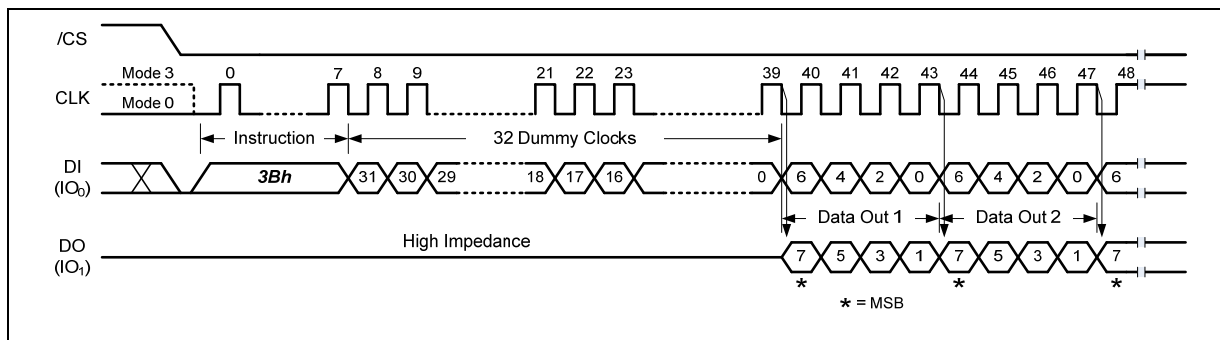 /CS
Mode 3 0 7 8 9 21 22 23 39 40 41 42 43 44 45 46 47 48
CLK Mode 0
Instruction 32 Dummy Clocks
DI (IO0) 3Bh 31 30 29 18 17 16 0 6 4 2 0 6 4 2 0 6
Data Out 1 Data Out 2
DO (IO1) High Impedance 7 5 3 1 7 5 3 1 7
* * *
* = MSB